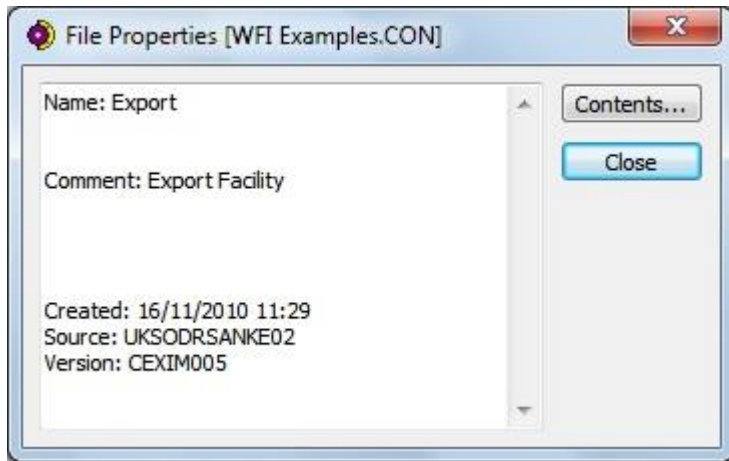 File Properties [WFI Examples.CON]
Name: Export
Contents...
Close
Comment: Export Facility
Created: 16/11/2010 11:29
Source: UKSODRSANKE02
Version: CEXIM005